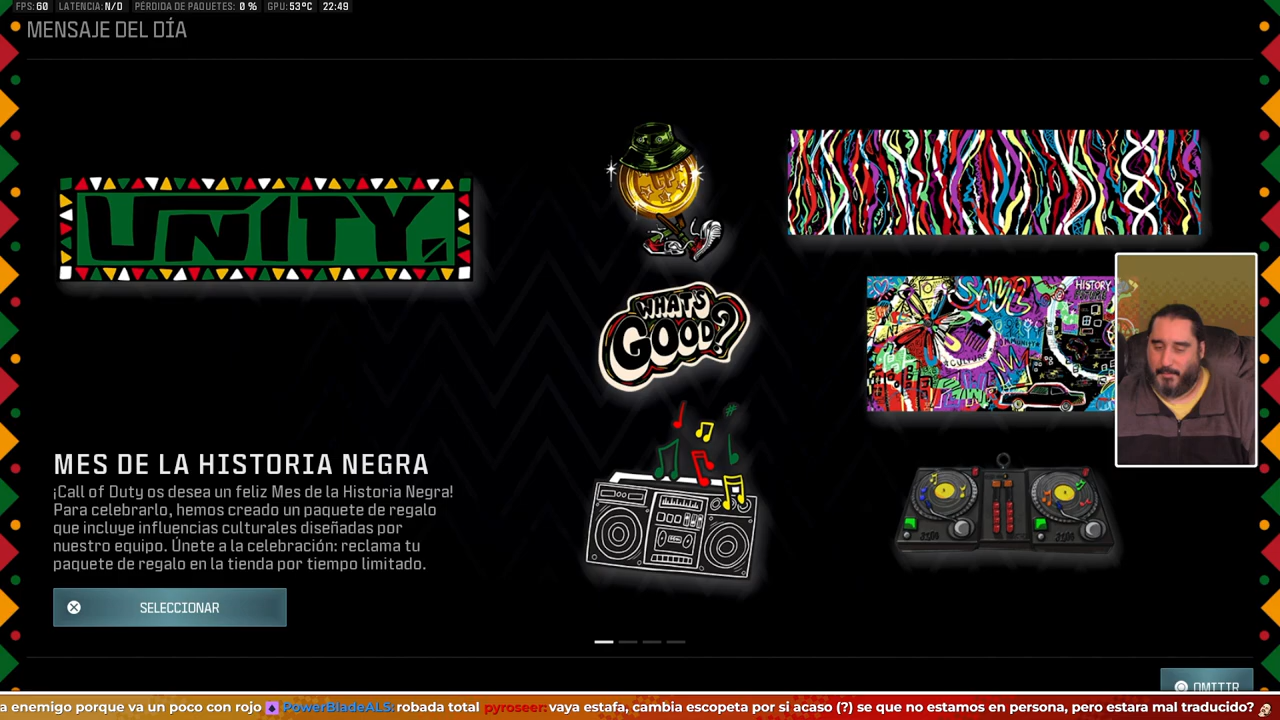 FPS:60 LATENCIA:N/D PÉRDIDA DE PAQUETES: 0 % GPU:53ºC 22:49
MENSAJE DEL DÍA
UNITY.
WHAT'S
GOOD?
SOUL
HISTORY
CULTURE
MES DE LA HISTORIA NEGRA
¡Call of Duty os desea un feliz Mes de la Historia Negra!
Para celebrarlo, hemos creado un paquete de regalo
que incluye influencias culturales diseñadas por
nuestro equipo. Únete a la celebración: reclama tu
paquete de regalo en la tienda por tiempo limitado.
SELECCIONAR
OMITIR
a enemigo porque va un poco con rojo PowerBladeALS: robada total pyroseer: vaya estafa, cambia escopeta por si acaso (?) se que no estamos en persona, pero estara mal traducido?